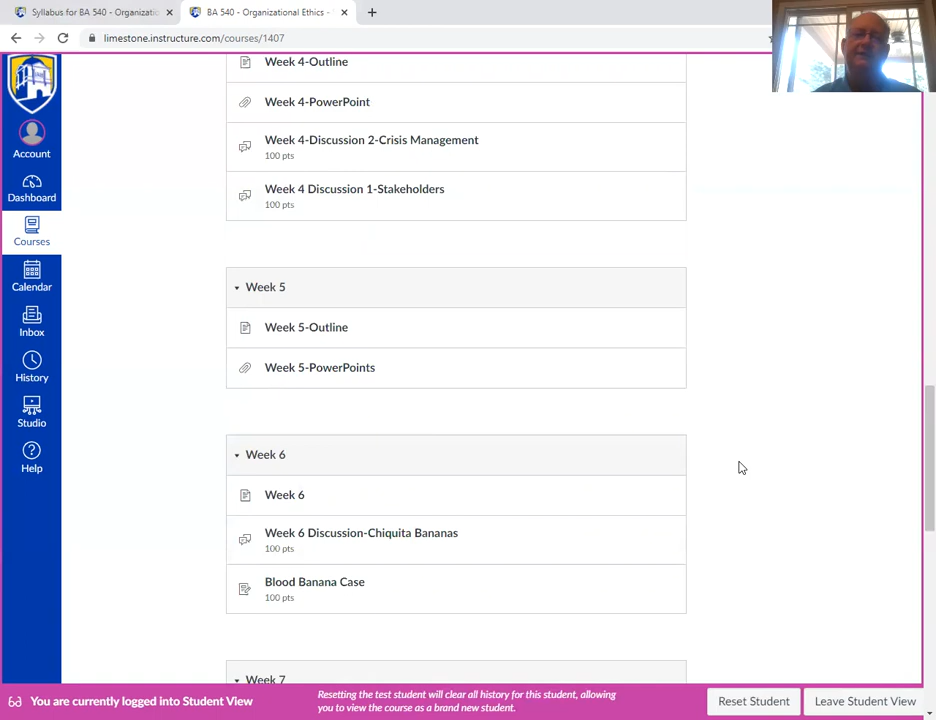 Syllabus for BA 540 - Organizatio
BA 540 - Organizational Ethics -
limestone.instructure.com/courses/1407
Account
Dashboard
Courses
Calendar
Inbox
History
Studio
Help
Week 4-Outline
Week 4-PowerPoint
Week 4-Discussion 2-Crisis Management
100 pts
Week 4 Discussion 1-Stakeholders
100 pts
Week 5
Week 5-Outline
Week 5-PowerPoints
Week 6
Week 6
Week 6 Discussion-Chiquita Bananas
100 pts
Blood Banana Case
100 pts
Week 7
You are currently logged into Student View
Resetting the test student will clear all history for this student, allowing
you to view the course as a brand new student.
Reset Student
Leave Student View